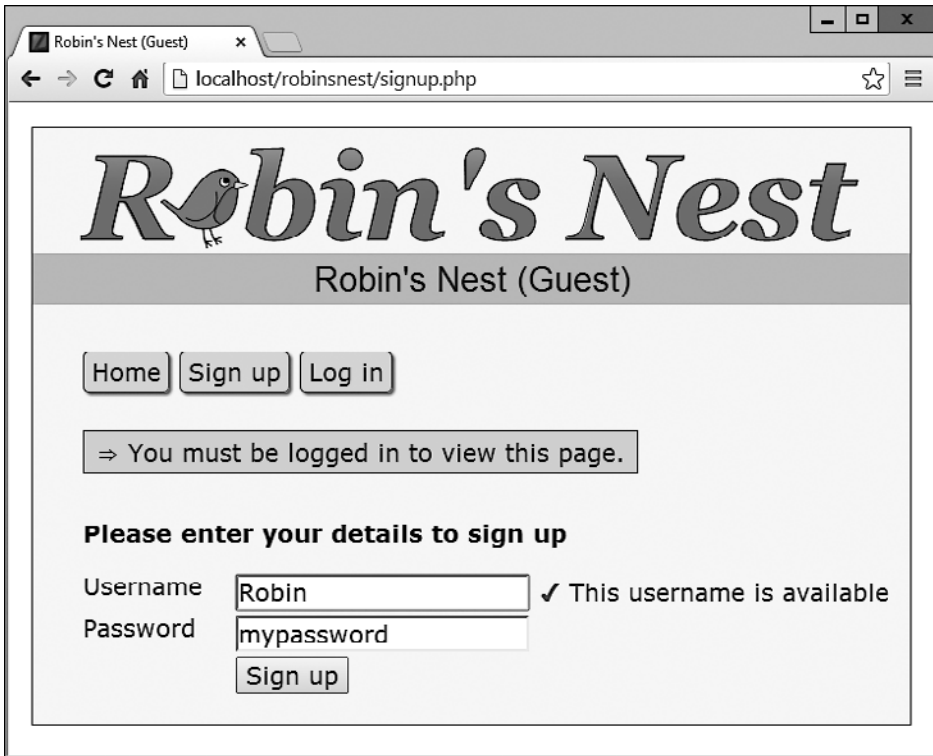 Robin's Nest (Guest)
localhost/robinsnest/signup.php
Robin's Nest
Robin's Nest (Guest)
Home Sign up Log in
⇒ You must be logged in to view this page.
Please enter your details to sign up
Username Robin ✔ This username is available
Password mypassword
Sign up